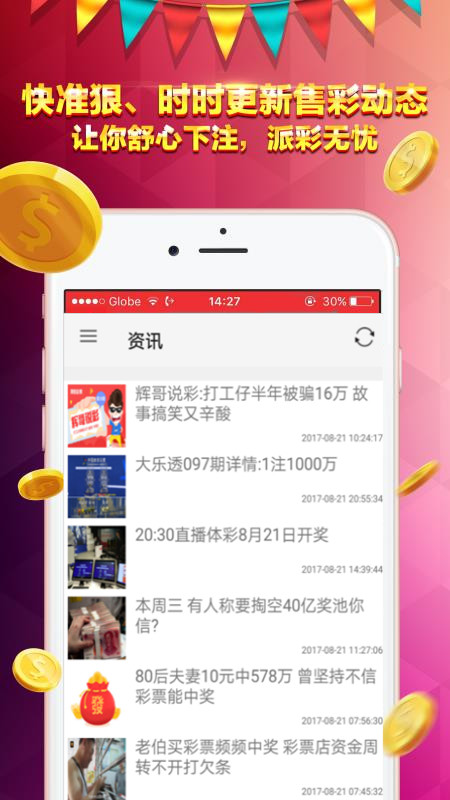 快准狠、时时更新售彩动态
让你舒心下注，派彩无忧
Globe 14:27 30%
资讯
辉哥说彩:打工仔半年被骗16万 故
事搞笑又辛酸
2017-08-21 10:24:17
大乐透097期详情:1注1000万
2017-08-21 20:55:34
20:30直播体彩8月21日开奖
2017-08-21 14:39:44
本周三 有人称要掏空40亿奖池你
信?
2017-08-21 11:27:06
80后夫妻10元中578万 曾坚持不信
彩票能中奖
2017-08-21 07:56:30
老伯买彩票频频中奖 彩票店资金周
转不开打欠条
2017-08-21 07:45:32